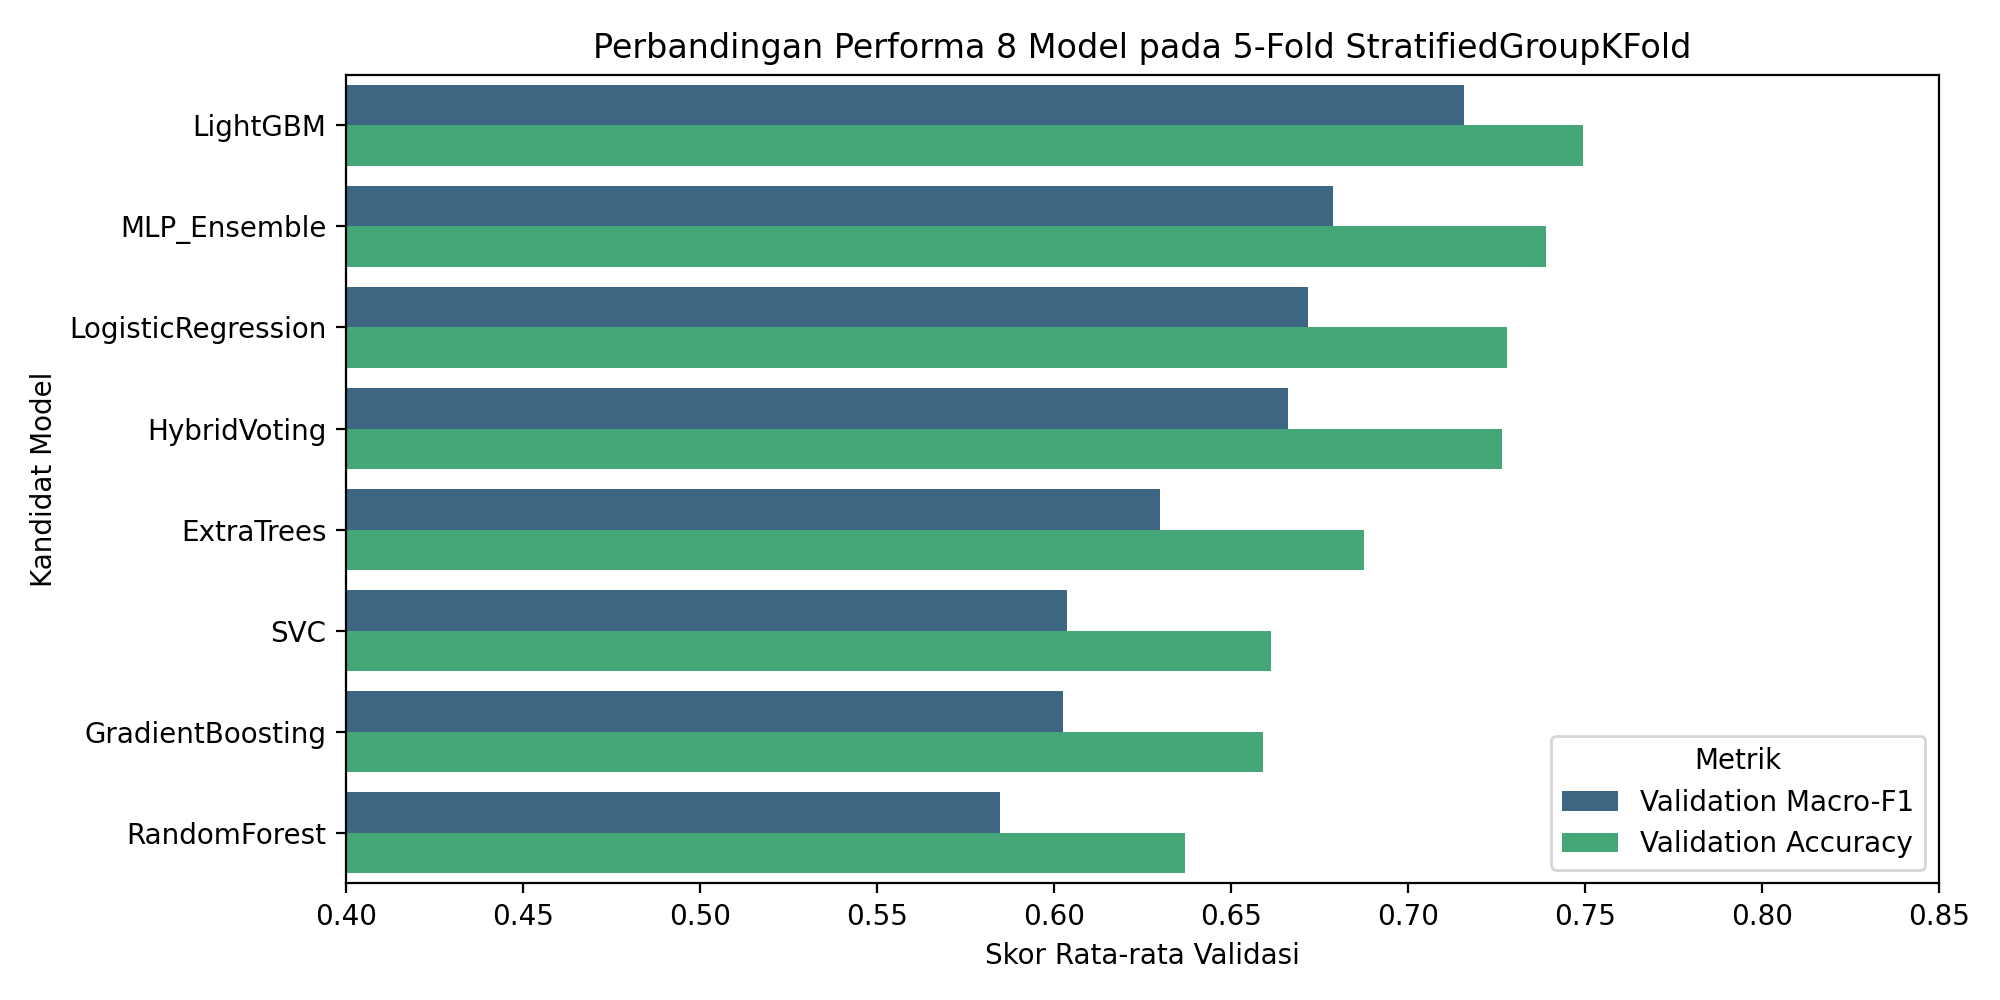 Perbandingan Performa 8 Model pada 5-Fold StratifiedGroupKFold
Kandidat Model
LightGBM
MLP_Ensemble
LogisticRegression
HybridVoting
ExtraTrees
SVC
GradientBoosting
RandomForest
Metrik
Validation Macro-F1
Validation Accuracy
0.40 0.45 0.50 0.55 0.60 0.65 0.70 0.75 0.80 0.85
Skor Rata-rata Validasi